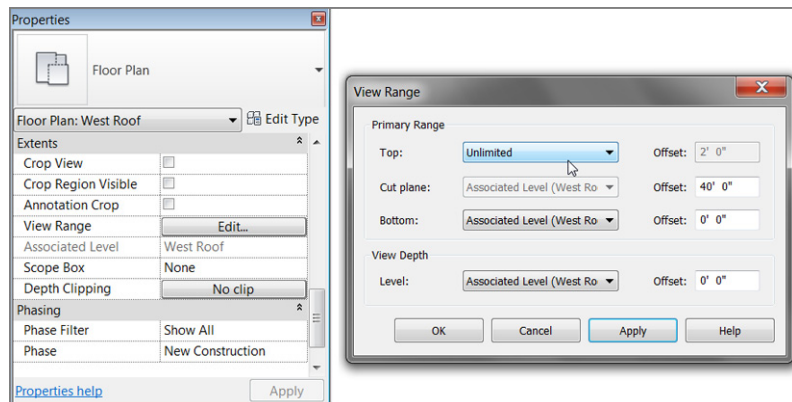 Properties
Floor Plan
Floor Plan: West Roof Edit Type
Extents
Crop View
Crop Region Visible
Annotation Crop
View Range Edit...
Associated Level West Roof
Scope Box None
Depth Clipping No clip
Phasing
Phase Filter Show All
Phase New Construction
Properties help Apply
View Range
Primary Range
Top: Unlimited Offset: 2' 0"
Cut plane: Associated Level (West Ro Offset: 40' 0"
Bottom: Associated Level (West Ro Offset: 0' 0"
View Depth
Level: Associated Level (West Ro Offset: 0' 0"
OK Cancel Apply Help